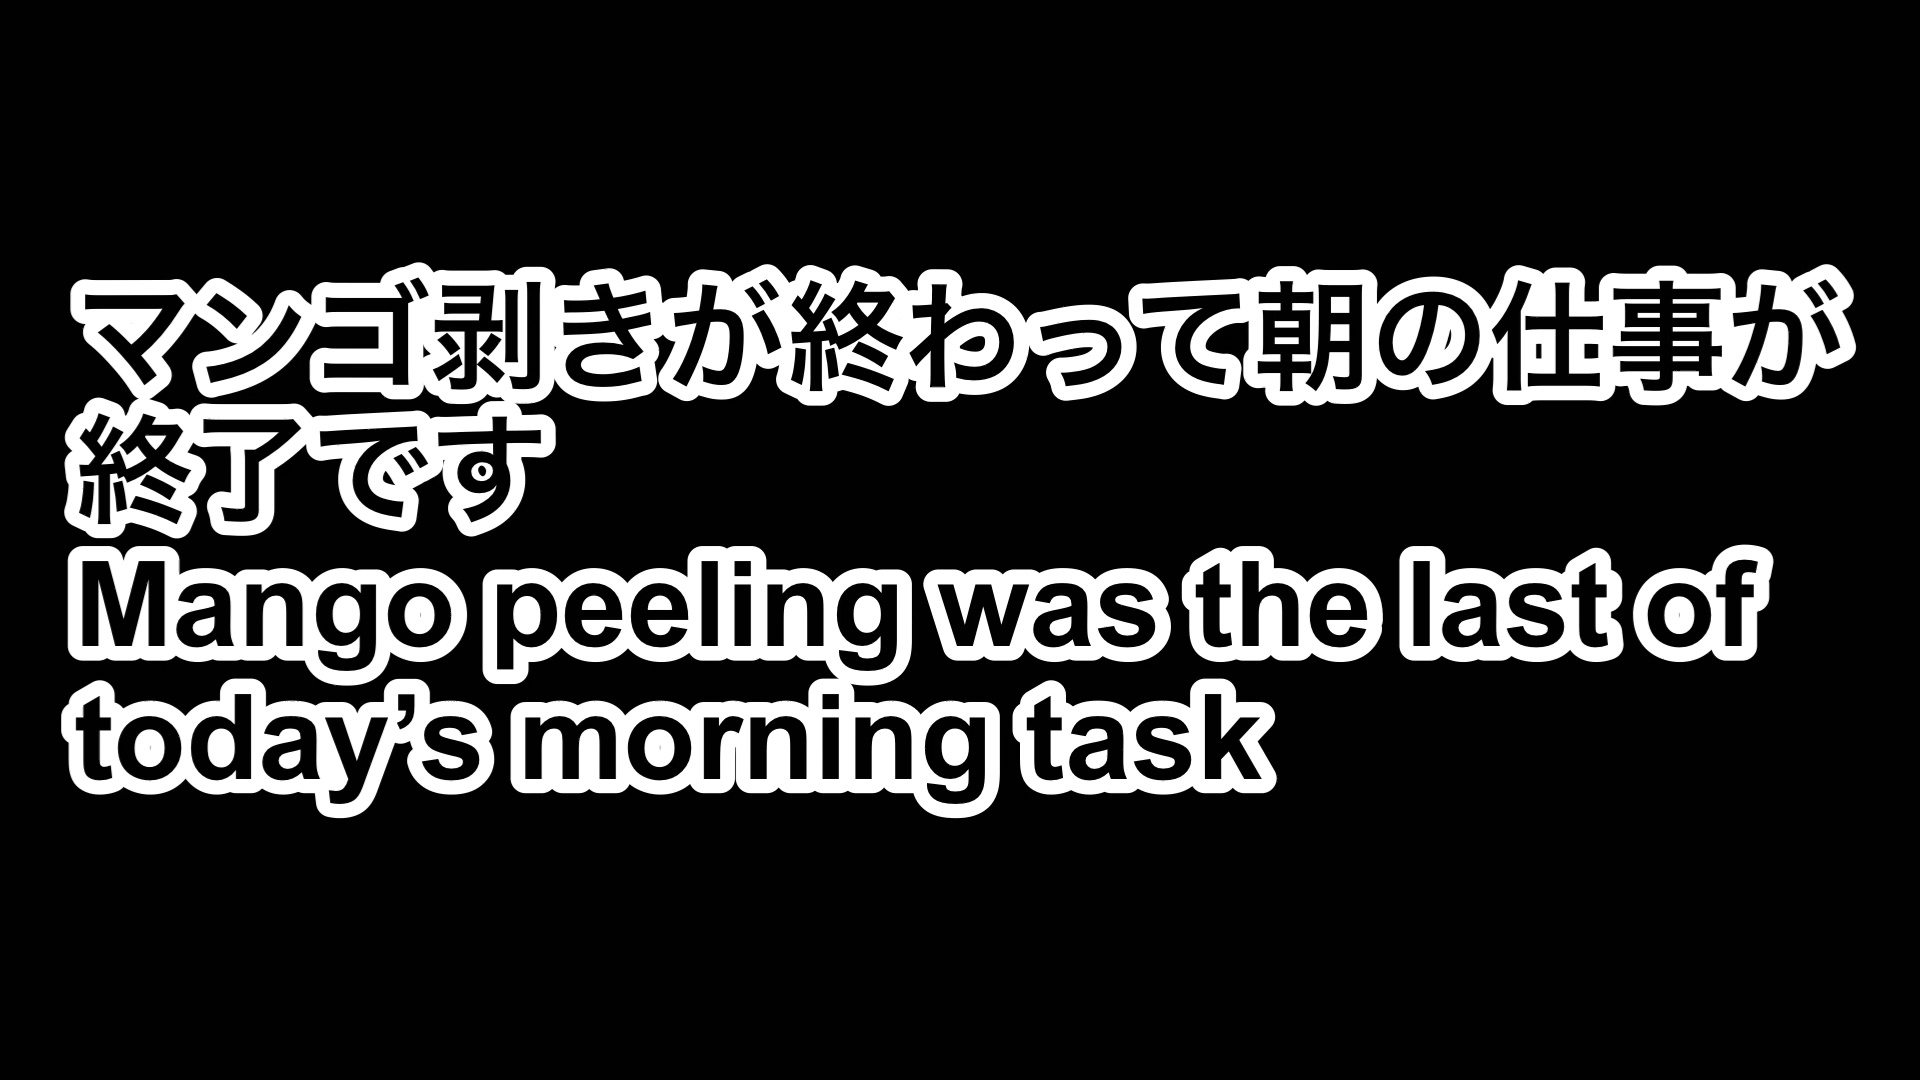 マンゴ剥きが終わって朝の仕事が
終了です
Mango peeling was the last of
today’s morning task